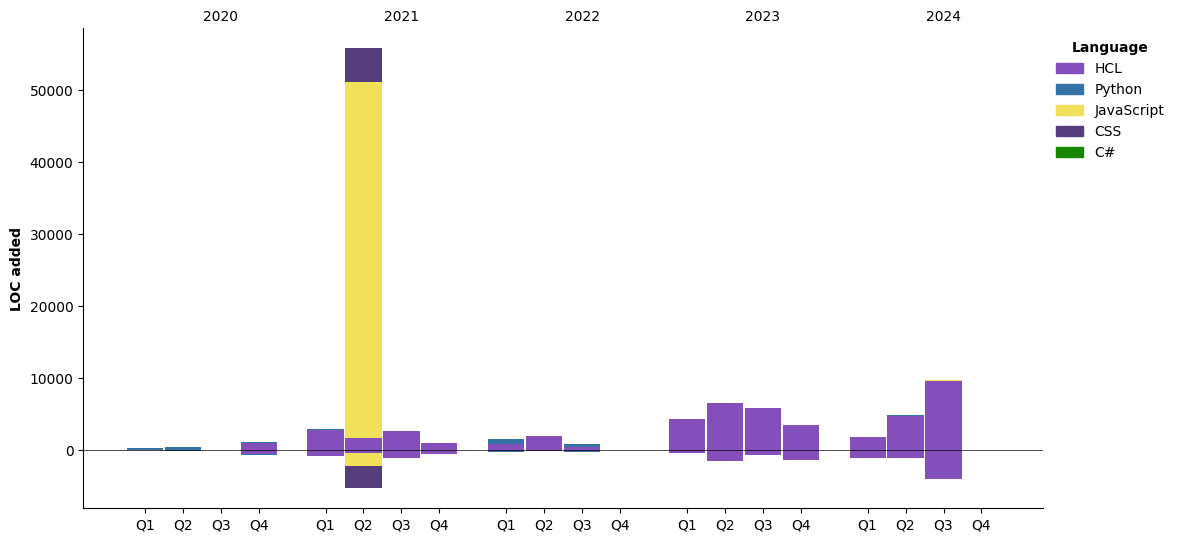 2020 2021 2022 2023 2024
Language
HCL
Python
JavaScript
CSS
C#
LOC added
50000
40000
30000
20000
10000
0
Q1 Q2 Q3 Q4 Q1 Q2 Q3 Q4 Q1 Q2 Q3 Q4 Q1 Q2 Q3 Q4 Q1 Q2 Q3 Q4